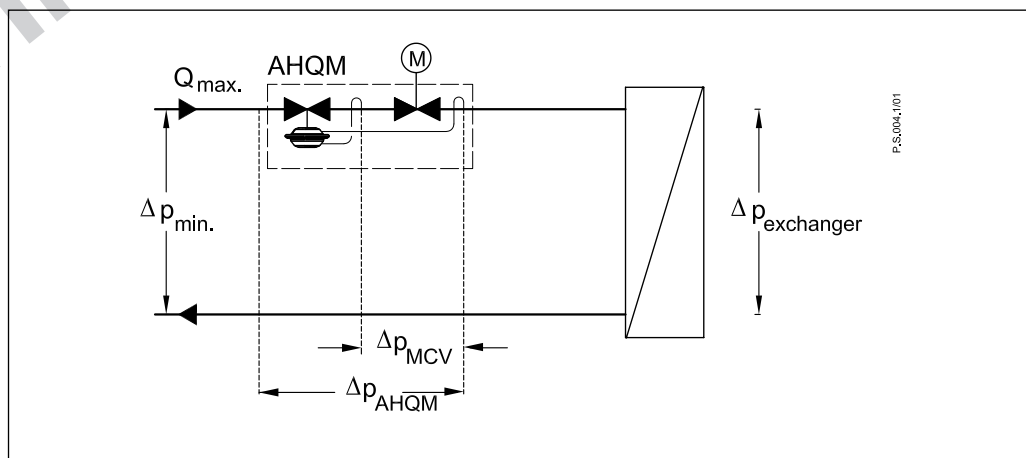 AHQM
M
Q max.
Δ p min.
Δ p exchanger
Δ p MCV
Δ p AHQM
P.S.004.1/01